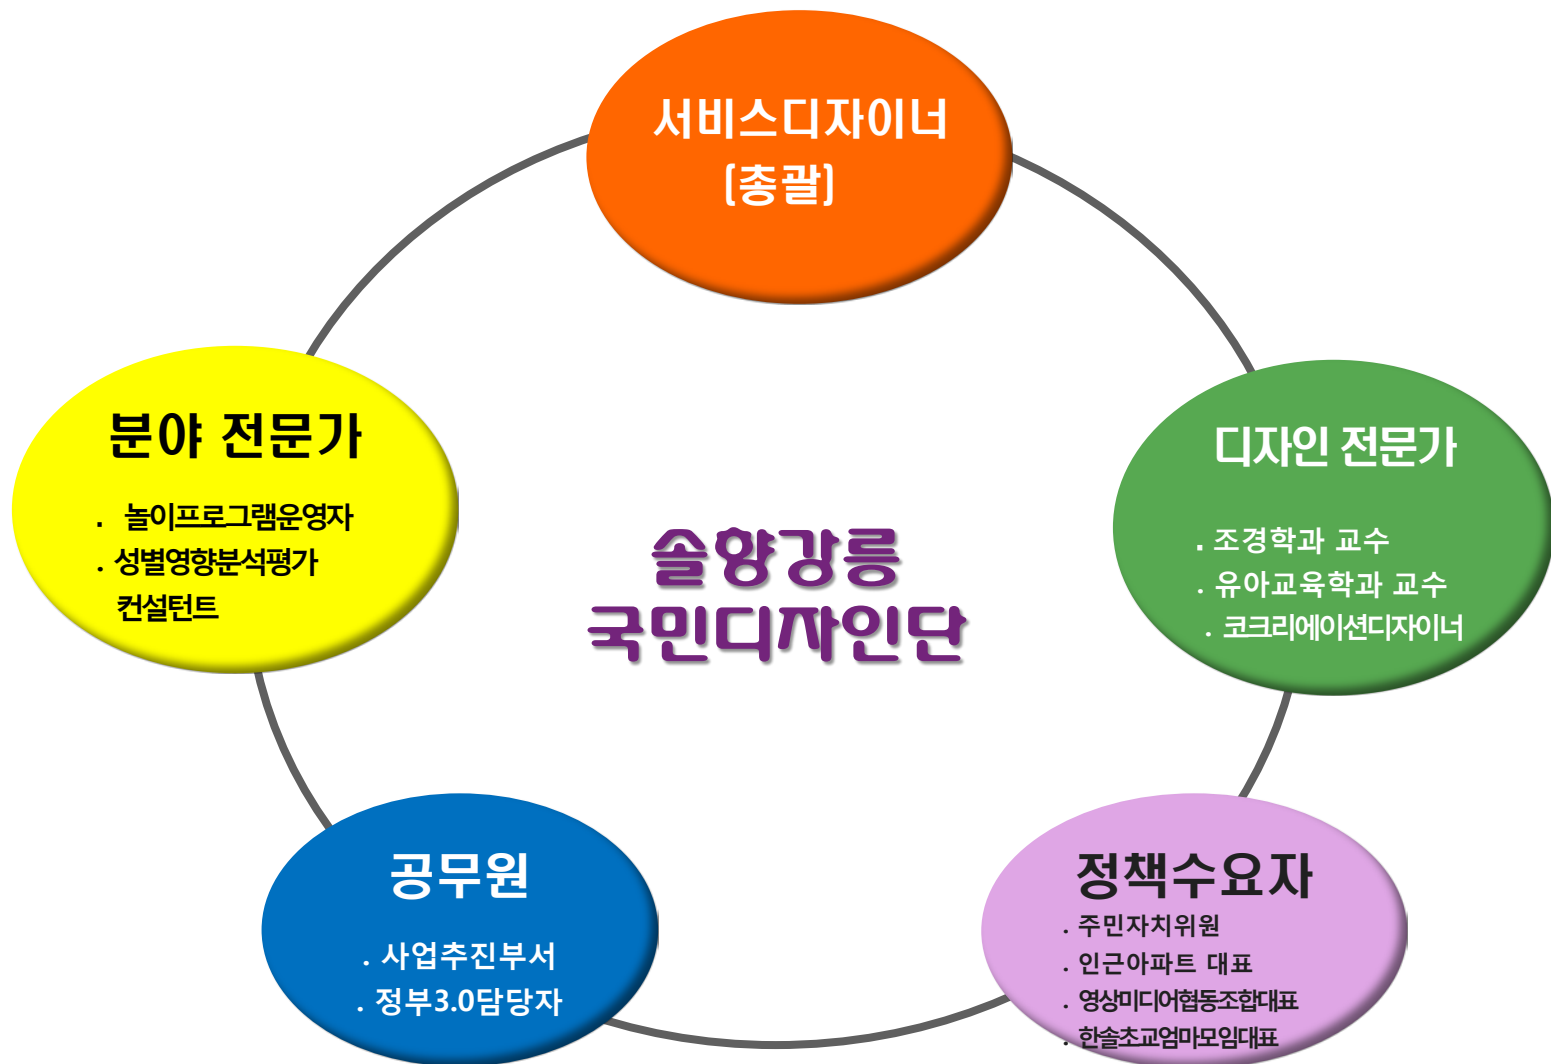 서비스디자이너
[총괄]
분야 전문가
. 놀이프로그램운영자
. 성별영향분석평가
컨설턴트
디자인 전문가
. 조경학과 교수
. 유아교육학과 교수
. 코크리에이션디자이너
솔향강릉
국민디자인단
공무원
. 사업추진부서
. 정부3.0담당자
정책수요자
. 주민자치위원
. 인근아파트 대표
. 영상미디어협동조합대표
. 한솔초교엄마모임대표